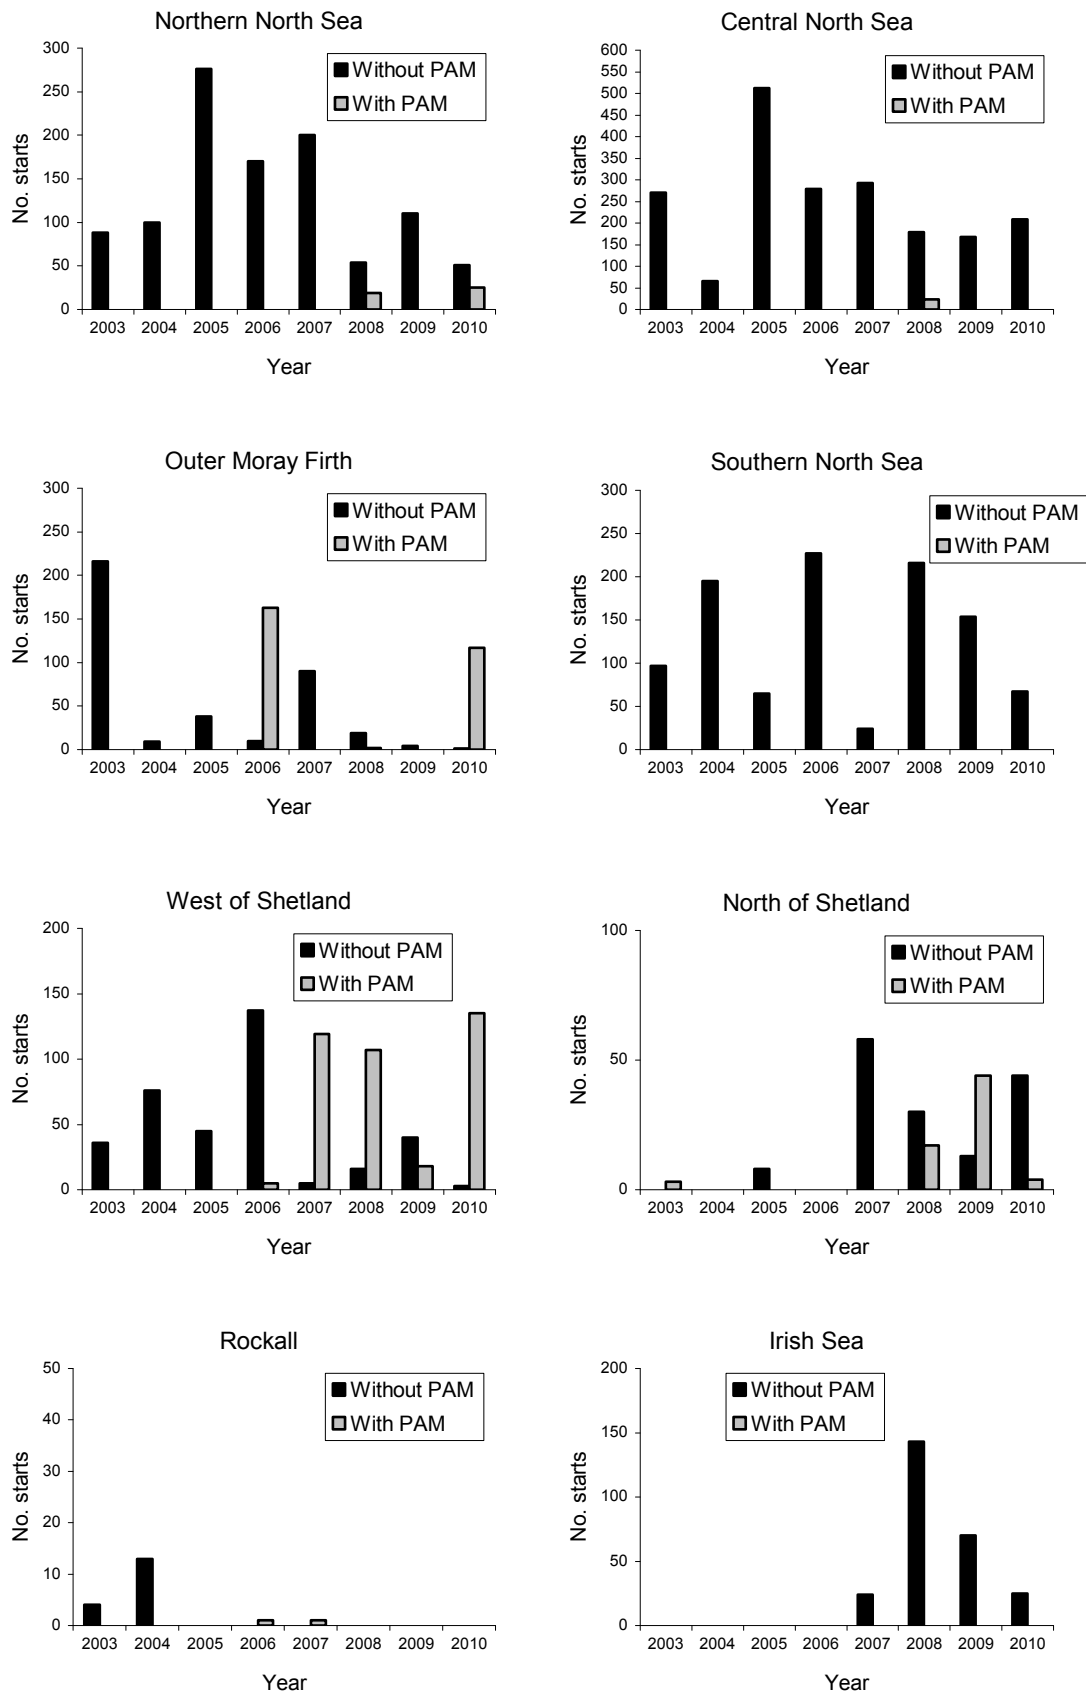 Northern North Sea
300
250
200
150
100
50
0
No. starts
Without PAM
With PAM
2003 2004 2005 2006 2007 2008 2009 2010
Year
Central North Sea
600
550
500
450
400
350
300
250
200
150
100
50
0
No. starts
Without PAM
With PAM
2003 2004 2005 2006 2007 2008 2009 2010
Year
Outer Moray Firth
300
250
200
150
100
50
0
No. starts
Without PAM
With PAM
2003 2004 2005 2006 2007 2008 2009 2010
Year
Southern North Sea
300
250
200
150
100
50
0
No. starts
Without PAM
With PAM
2003 2004 2005 2006 2007 2008 2009 2010
Year
West of Shetland
200
150
100
50
0
No. starts
Without PAM
With PAM
2003 2004 2005 2006 2007 2008 2009 2010
Year
North of Shetland
100
50
0
No. starts
Without PAM
With PAM
2003 2004 2005 2006 2007 2008 2009 2010
Year
Rockall
50
40
30
20
10
0
No. starts
Without PAM
With PAM
2003 2004 2005 2006 2007 2008 2009 2010
Year
Irish Sea
200
150
100
50
0
No. starts
Without PAM
With PAM
2003 2004 2005 2006 2007 2008 2009 2010
Year